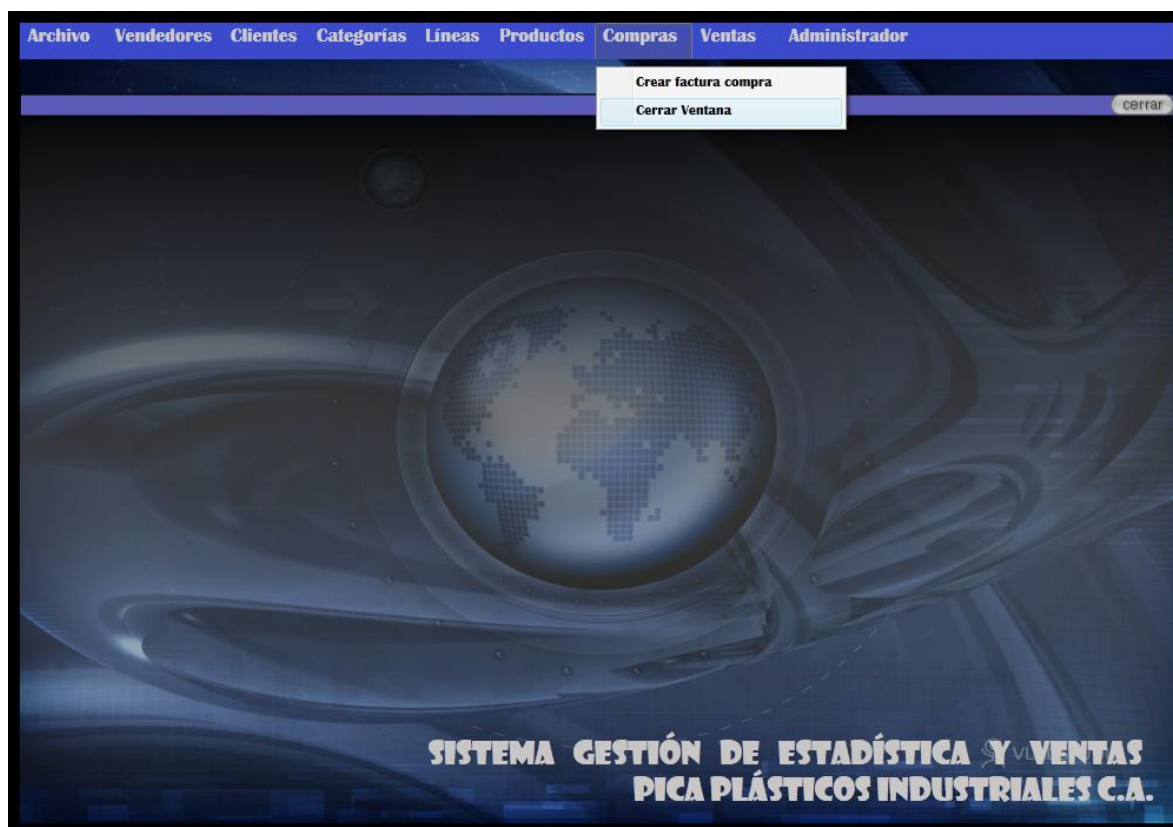 Archivo Vendedores Clientes Categorías Líneas Productos Compras Ventas Administrador
Crear factura compra
Cerrar Ventana
cerrar
SISTEMA GESTIÓN DE ESTADÍSTICA Y VENTAS
PICA PLÁSTICOS INDUSTRIALES C.A.